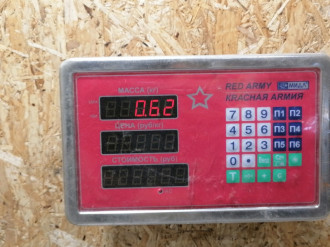 МАССА (кг)
0.62
ЦЕНА (руб/кг)
СТОИМОСТЬ (руб)
RED ARMY
КРАСНАЯ АРМИЯ
7 8 9 П1 П2
4 5 6 П3 П4
1 2 3 П5 П6
0
T